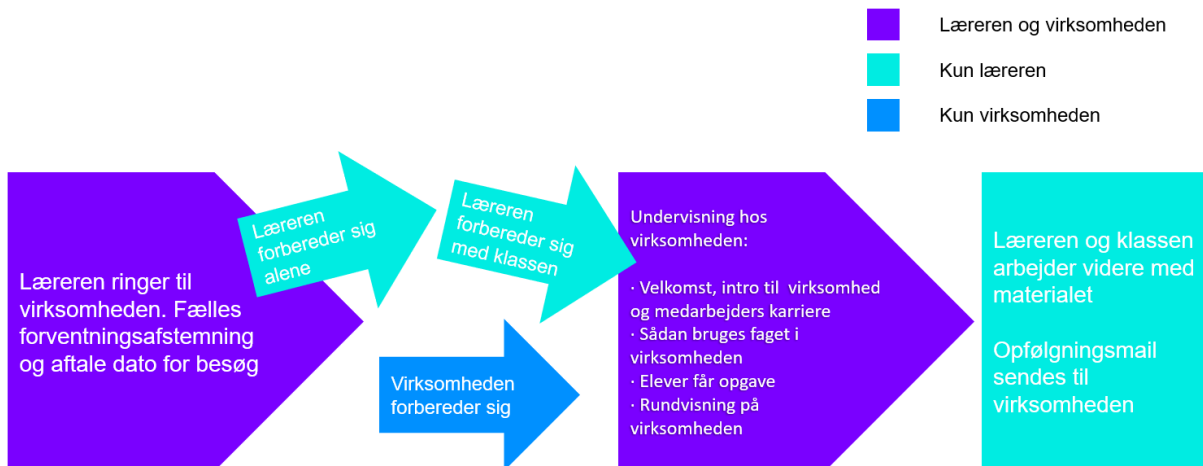 Læreren og virksomheden
Kun læreren
Kun virksomheden
Læreren ringer til
virksomheden. Fælles
forventningsafstemning
og aftale dato for besøg
Læreren
forbereder sig
alene
Læreren
forbereder sig
med klassen
Virksomheden
forbereder sig
Undervisning hos
virksomheden:
· Velkomst, intro til virksomhed
og medarbejders karriere
· Sådan bruges faget i
virksomheden
· Elever får opgave
· Rundvisning på
virksomheden
Læreren og klassen
arbejder videre med
materialet
Opfølgningsmail
sendes til
virksomheden